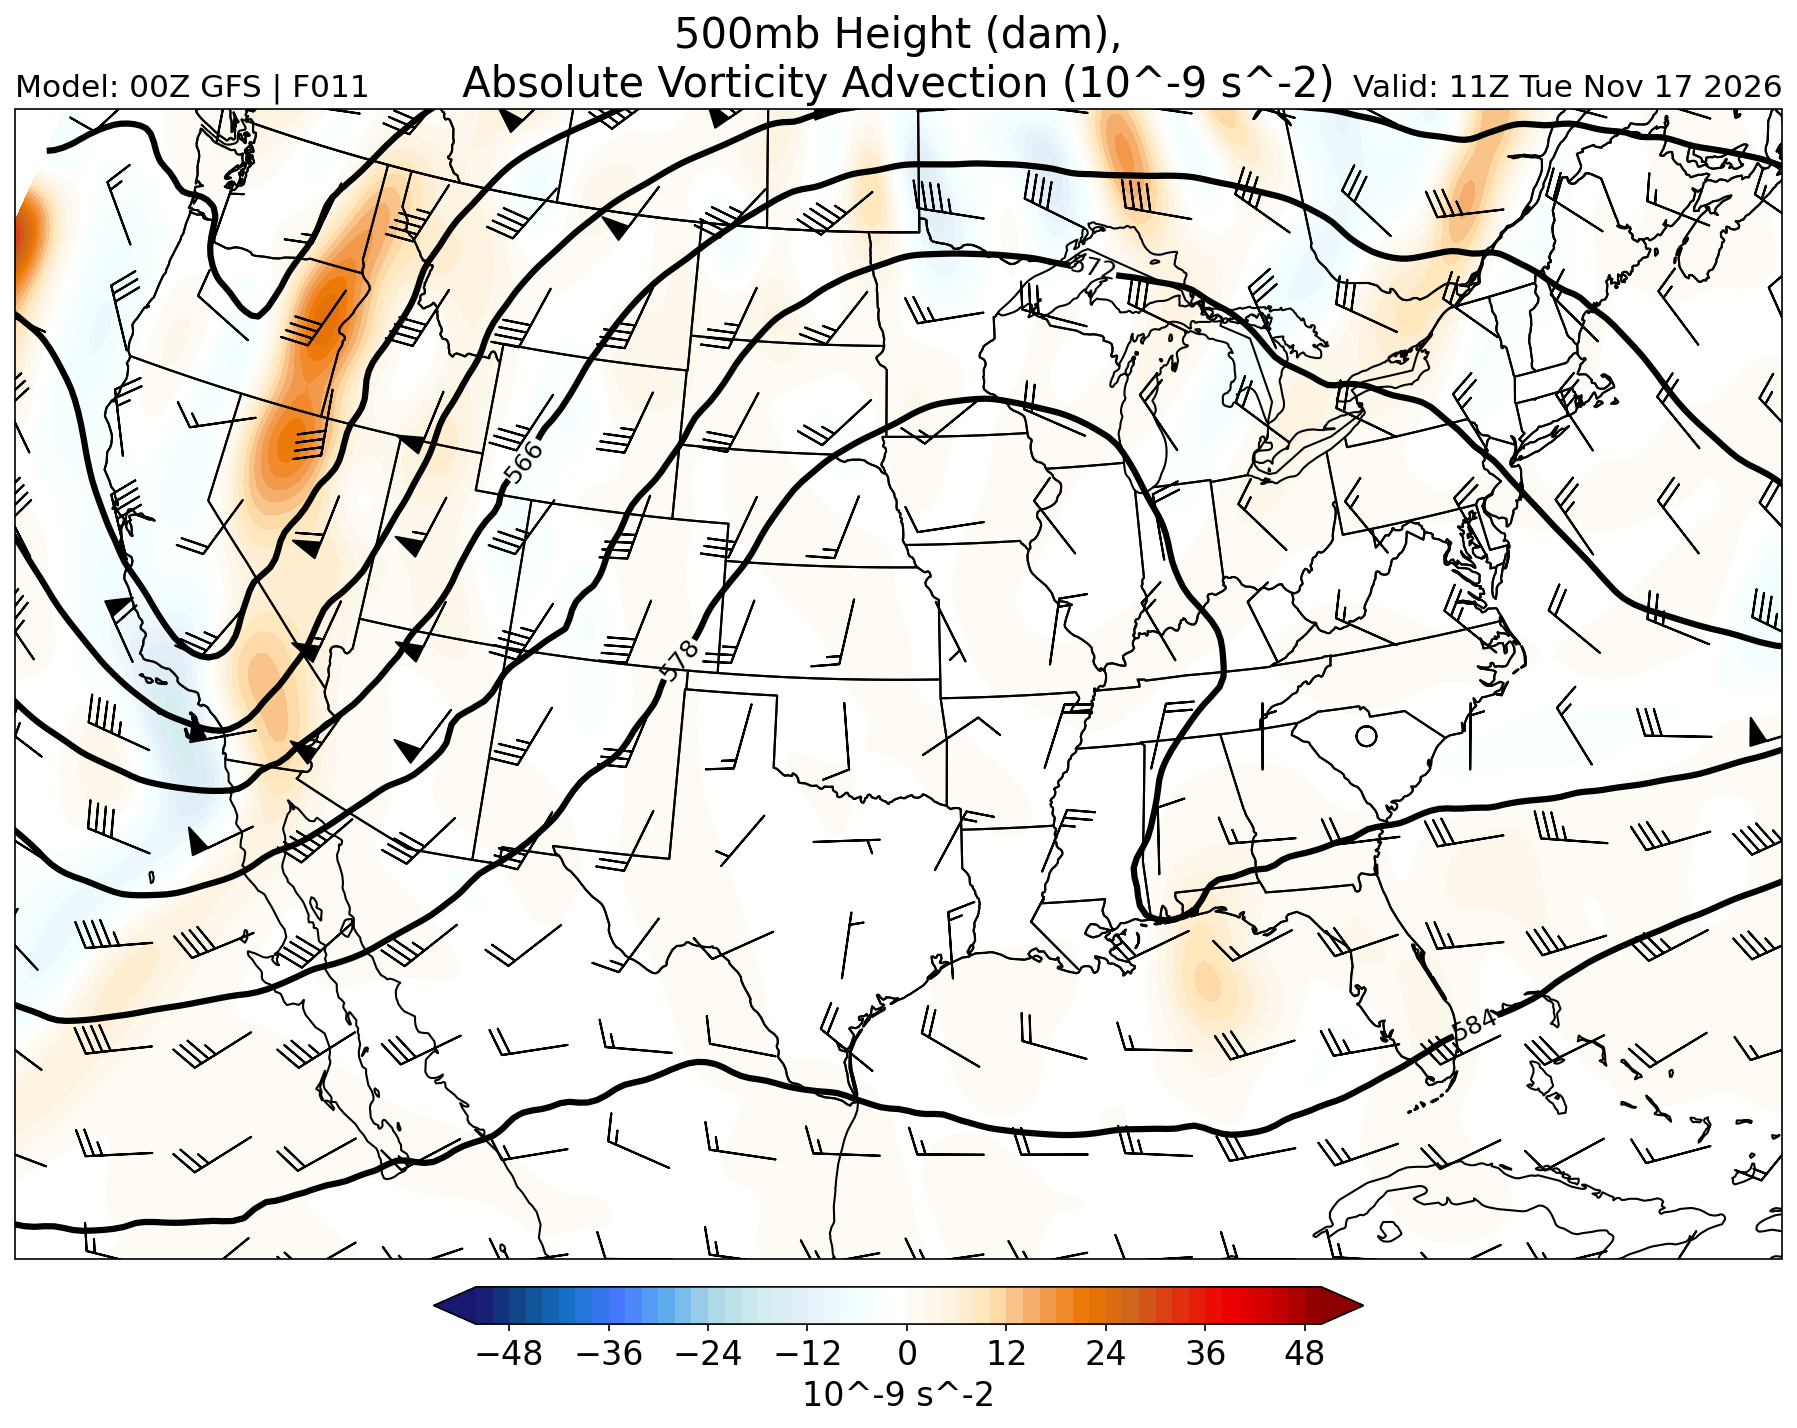 500mb Height (dam),
Model: 00Z GFS | F011
Absolute Vorticity Advection (10^-9 s^-2)
Valid: 11Z Tue Nov 17 2026
572
566
578
584
−48 −36 −24 −12 0 12 24 36 48
10^-9 s^-2